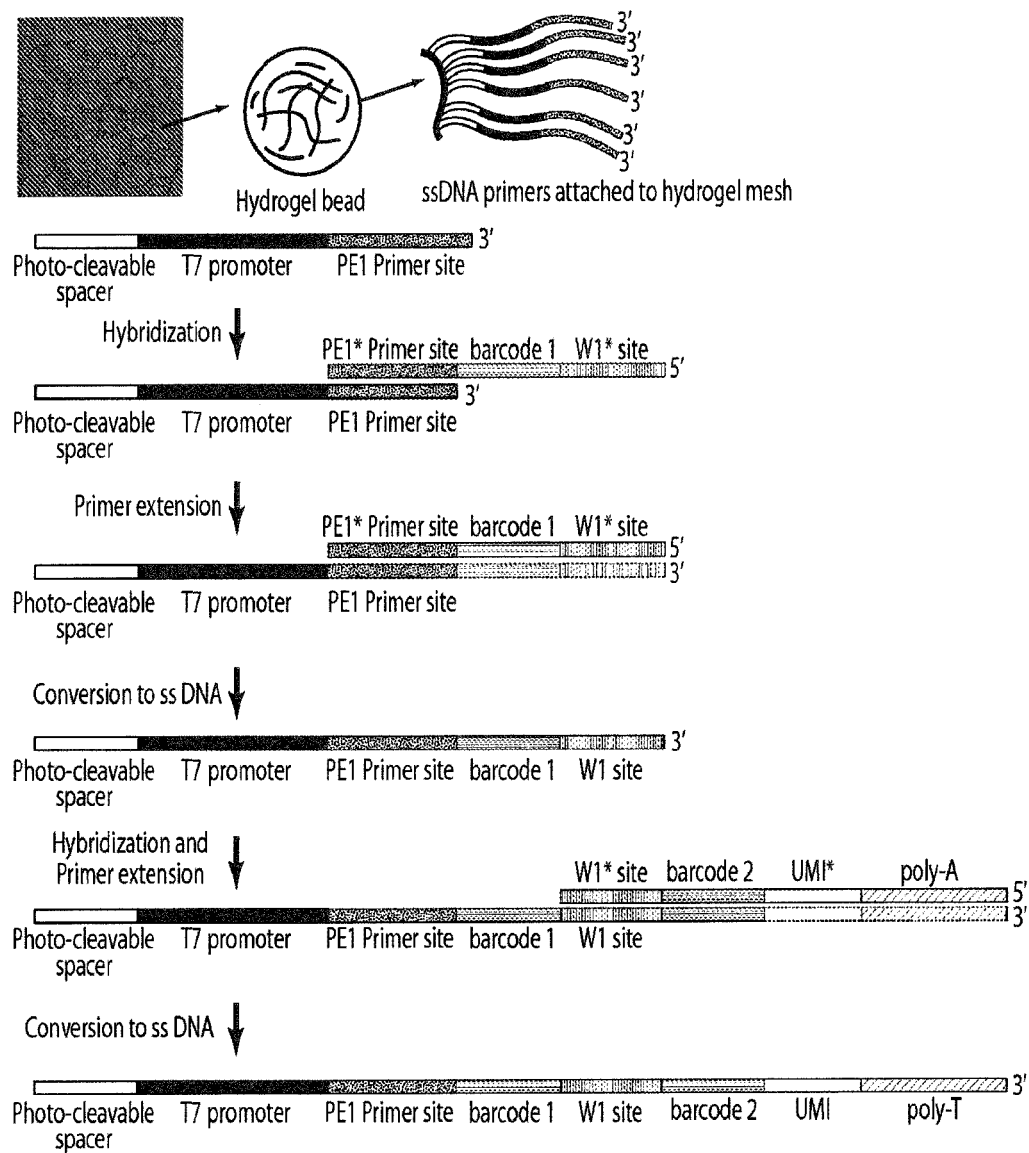 3′
3′
3′
3′
3′
3′
Hydrogel bead
ssDNA primers attached to hydrogel mesh
3′
Photo-cleavable spacer T7 promoter PE1 Primer site
Hybridization
PE1* Primer site barcode 1 W1* site
5′
3′
Photo-cleavable spacer T7 promoter PE1 Primer site
Primer extension
PE1* Primer site barcode 1 W1* site
5′
3′
Photo-cleavable spacer T7 promoter PE1 Primer site
Conversion to ss DNA
3′
Photo-cleavable spacer T7 promoter PE1 Primer site barcode 1 W1 site
Hybridization and
Primer extension
W1* site barcode 2 UMI* poly-A
5′
3′
Photo-cleavable spacer T7 promoter PE1 Primer site barcode 1 W1 site
Conversion to ss DNA
3′
Photo-cleavable spacer T7 promoter PE1 Primer site barcode 1 W1 site barcode 2 UMI poly-T